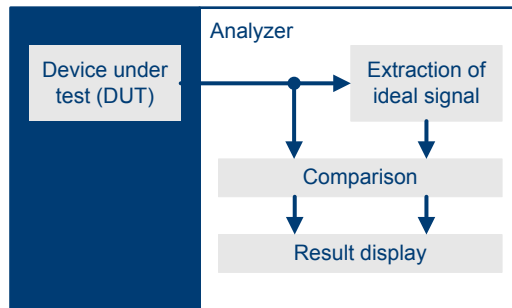 Analyzer
Device under
test (DUT)
Extraction of
ideal signal
Comparison
Result display